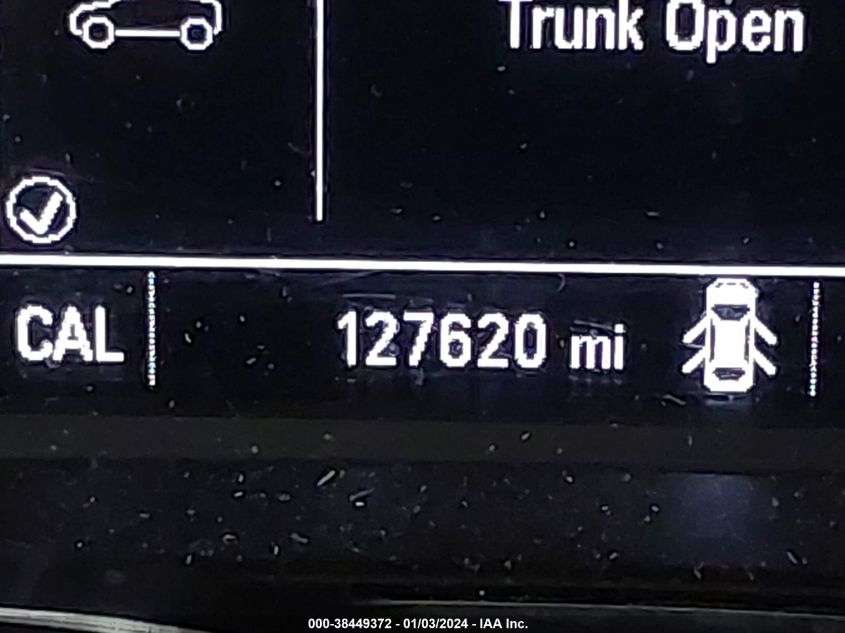 Trunk Open
CAL
127620 mi
000-38449372 - 01/03/2024 - IAA Inc.